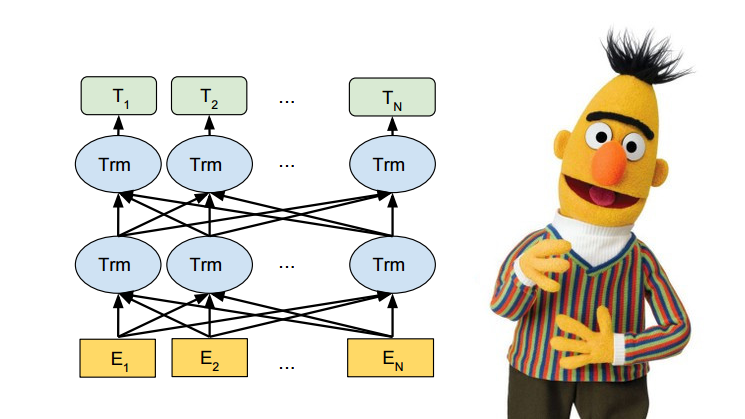 T1 T2 ... TN
Trm Trm ... Trm
Trm Trm ... Trm
E1 E2 ... EN